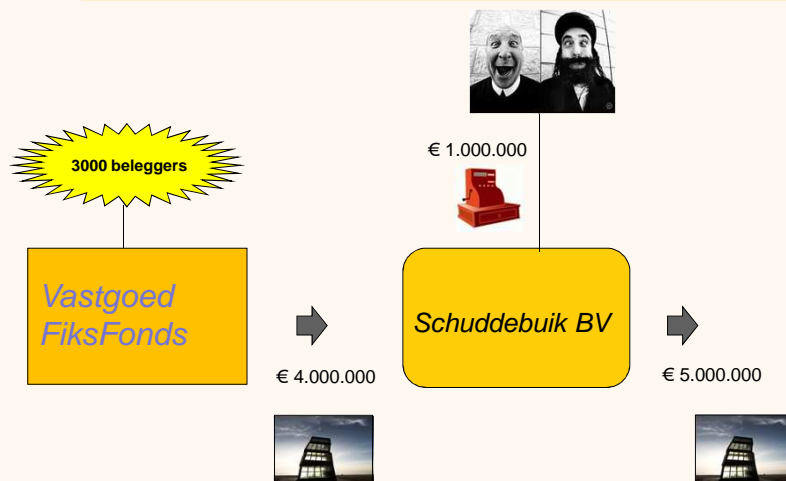 € 1.000.000
3000 beleggers
Vastgoed
FiksFonds
Schuddebuik BV
€ 4.000.000
€ 5.000.000